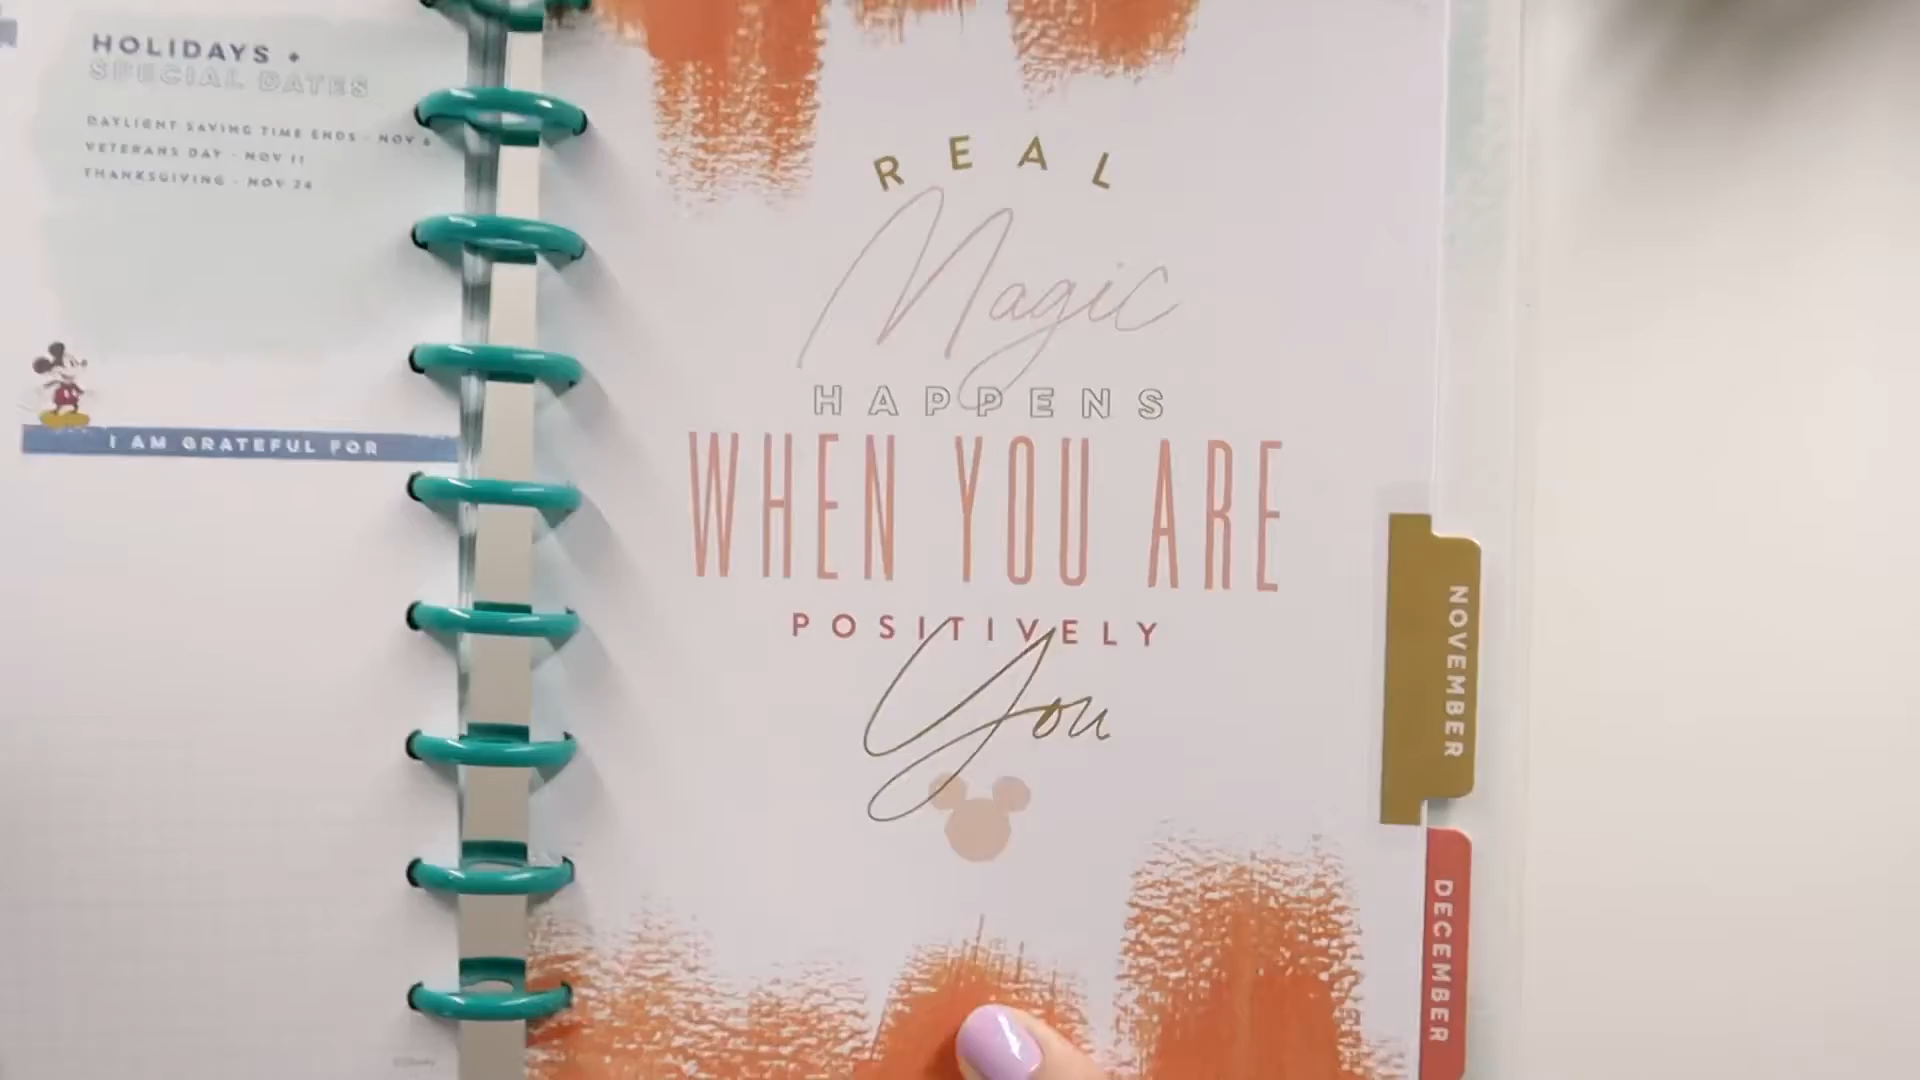 HOLIDAYS +
SPECIAL DATES
DAYLIGHT SAVING TIME ENDS - NOV 6
VETERANS DAY - NOV 11
THANKSGIVING - NOV 24
I AM GRATEFUL FOR
REAL
Magic
HAPPENS
WHEN YOU ARE
POSITIVELY
You
NOVEMBER
DECEMBER